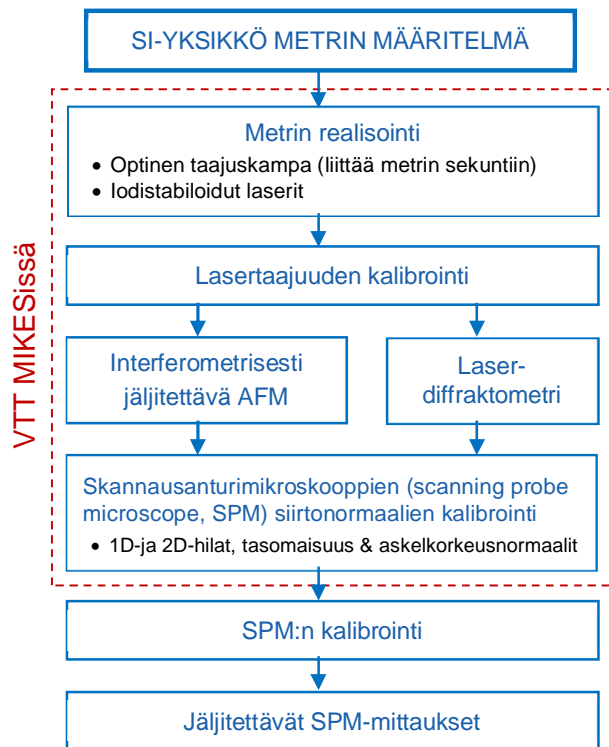 SI-YKSIKKÖ METRIN MÄÄRITELMÄ
VTT MIKESissä
Metrin realisointi
• Optinen taajuskampa (liittää metrin sekuntiin)
• Iodistabiloidut laserit
Lasertaajuuden kalibrointi
Interferometrisesti
jäljitettävä AFM
Laser-
diffraktometri
Skannausanturimikroskooppien (scanning probe
microscope, SPM) siirtonormaalien kalibrointi
• 1D-ja 2D-hilat, tasomaisuus & askelkorkeusnormaalit
SPM:n kalibrointi
Jäljitettävät SPM-mittaukset